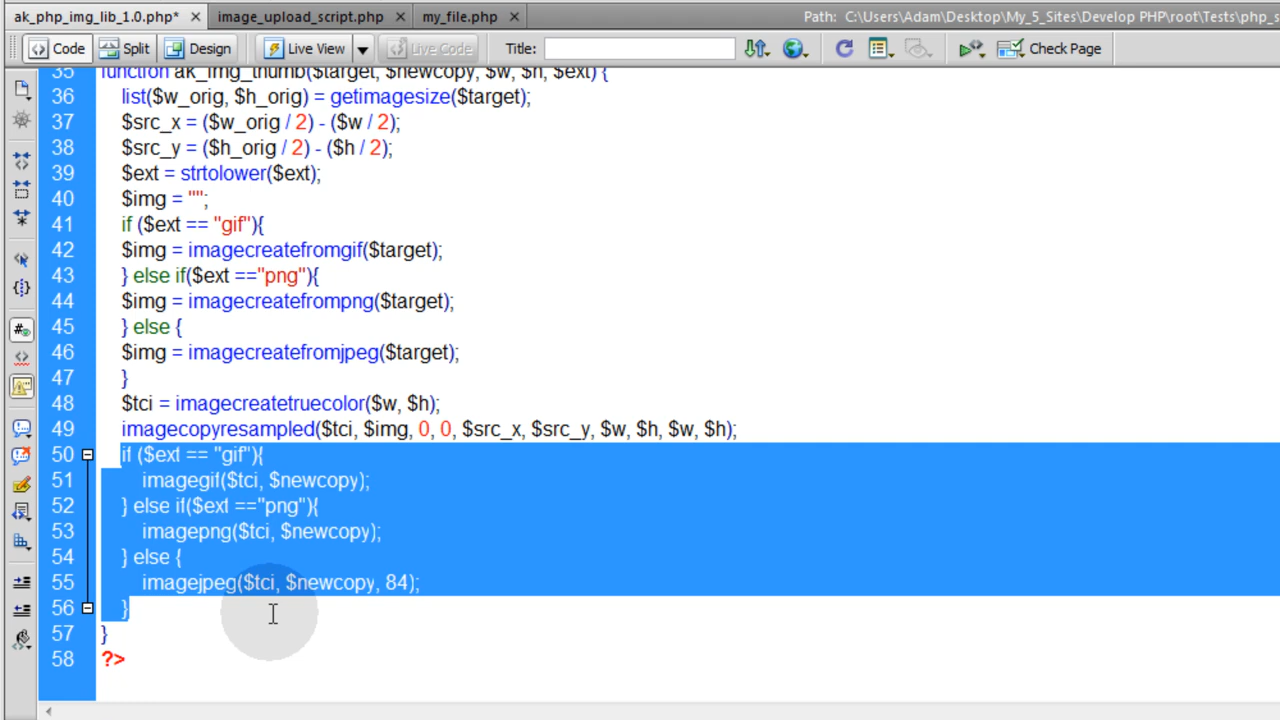 ak_php_img_lib_1.0.php* × image_upload_script.php × my_file.php × Path: C:\Users\Adam\Desktop\My_5_Sites\Develop PHP\root\Tests\php_s
Code Split Design Live View Live Code Title: Check Page
35 function ak_img_thumb($target, $newcopy, $w, $h, $ext) {
36 list($w_orig, $h_orig) = getimagesize($target);
37 $src_x = ($w_orig / 2) - ($w / 2);
38 $src_y = ($h_orig / 2) - ($h / 2);
39 $ext = strtolower($ext);
40 $img = "";
41 if ($ext == "gif"){
42 $img = imagecreatefromgif($target);
43 } else if($ext =="png"){
44 $img = imagecreatefrompng($target);
45 } else {
46 $img = imagecreatefromjpeg($target);
47 }
48 $tci = imagecreatetruecolor($w, $h);
49 imagecopyresampled($tci, $img, 0, 0, $src_x, $src_y, $w, $h, $w, $h);
50 if ($ext == "gif"){
51 imagegif($tci, $newcopy);
52 } else if($ext =="png"){
53 imagepng($tci, $newcopy);
54 } else {
55 imagejpeg($tci, $newcopy, 84);
56 }
57 }
58 ?>